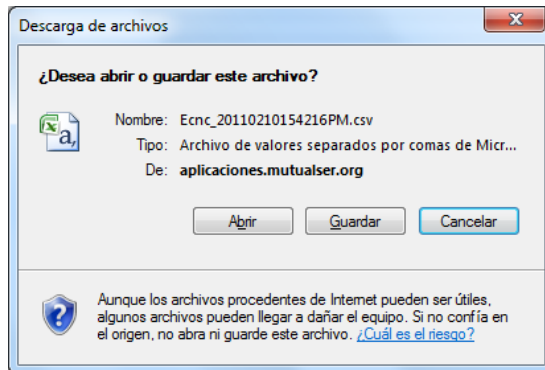 Descarga de archivos
¿Desea abrir o guardar este archivo?
Nombre: Ecnc_20110210154216PM.csv
Tipo: Archivo de valores separados por comas de Micr...
De: aplicaciones.mutualser.org
Abrir Guardar Cancelar
Aunque los archivos procedentes de Internet pueden ser útiles,
algunos archivos pueden llegar a dañar el equipo. Si no confía en
el origen, no abra ni guarde este archivo. ¿Cuál es el riesgo?